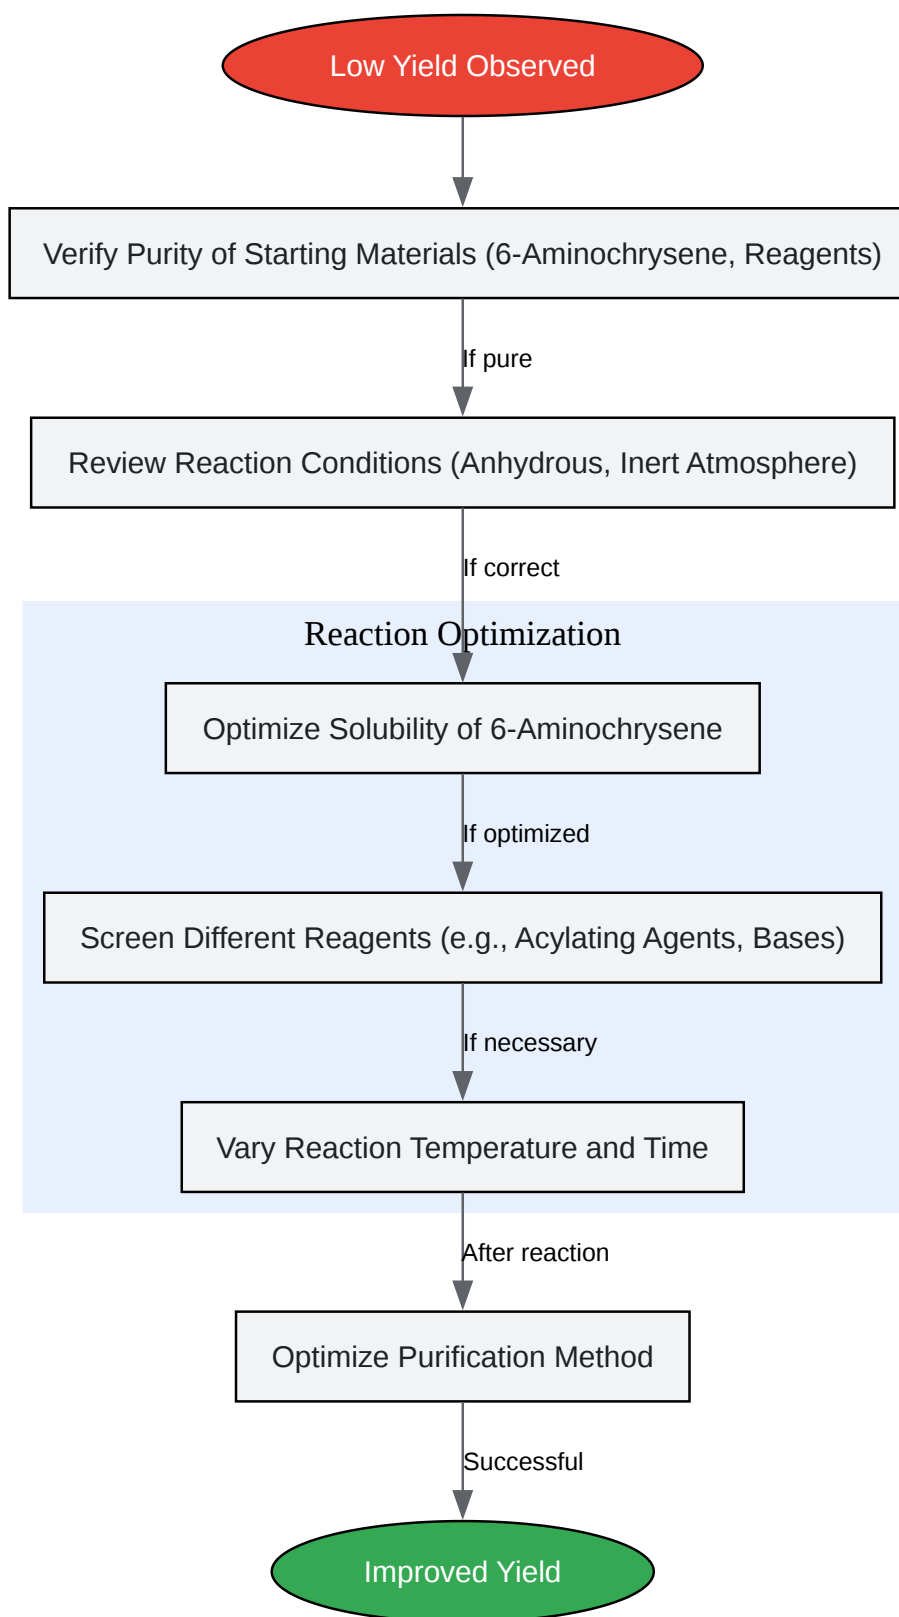 Low Yield Observed
Verify Purity of Starting Materials (6-Aminochrysene, Reagents)
If pure
Review Reaction Conditions (Anhydrous, Inert Atmosphere)
If correct
Reaction Optimization
Optimize Solubility of 6-Aminochrysene
If optimized
Screen Different Reagents (e.g., Acylating Agents, Bases)
If necessary
Vary Reaction Temperature and Time
After reaction
Optimize Purification Method
Successful
Improved Yield